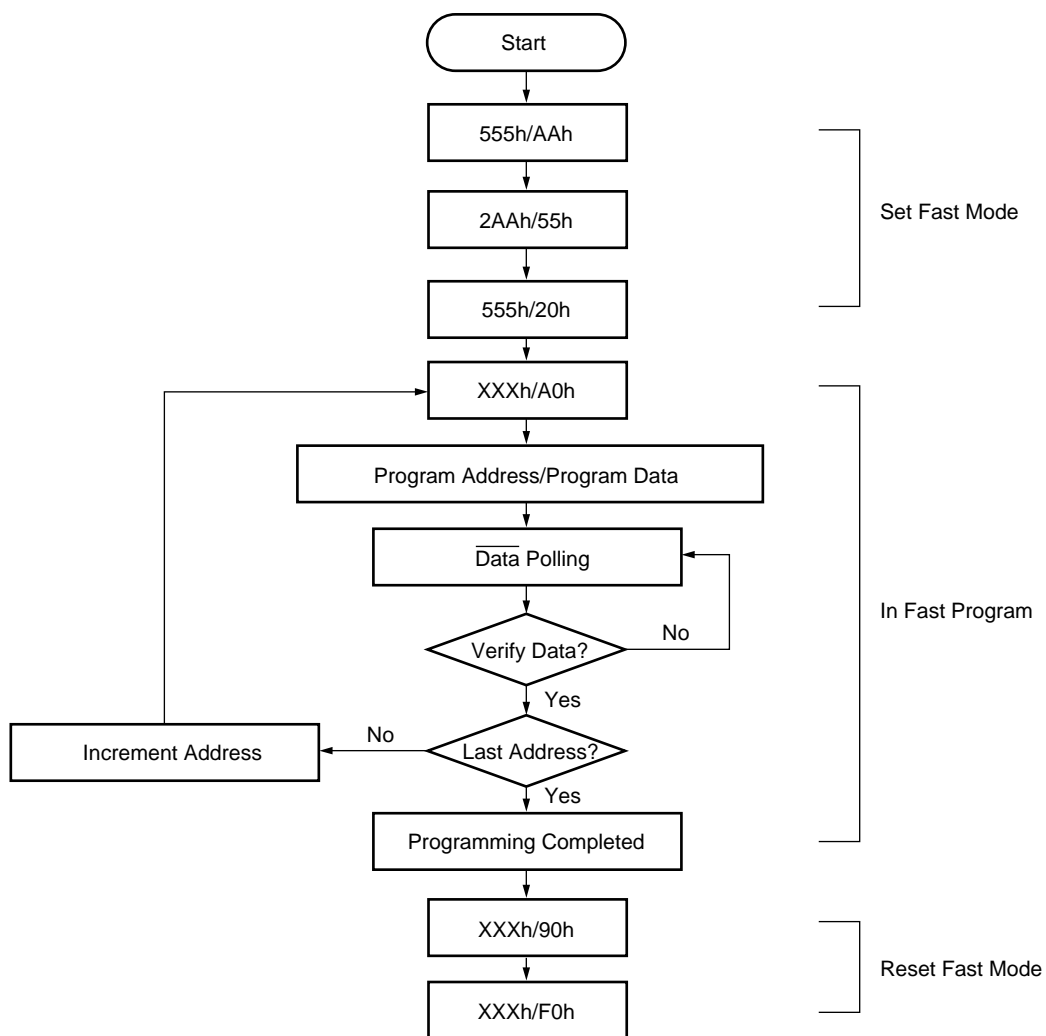 Start
555h/AAh
2AAh/55h
555h/20h
Set Fast Mode
XXXh/A0h
Program Address/Program Data
Data Polling
Verify Data?
No
Yes
In Fast Program
Last Address?
No
Increment Address
Yes
Programming Completed
XXXh/90h
XXXh/F0h
Reset Fast Mode